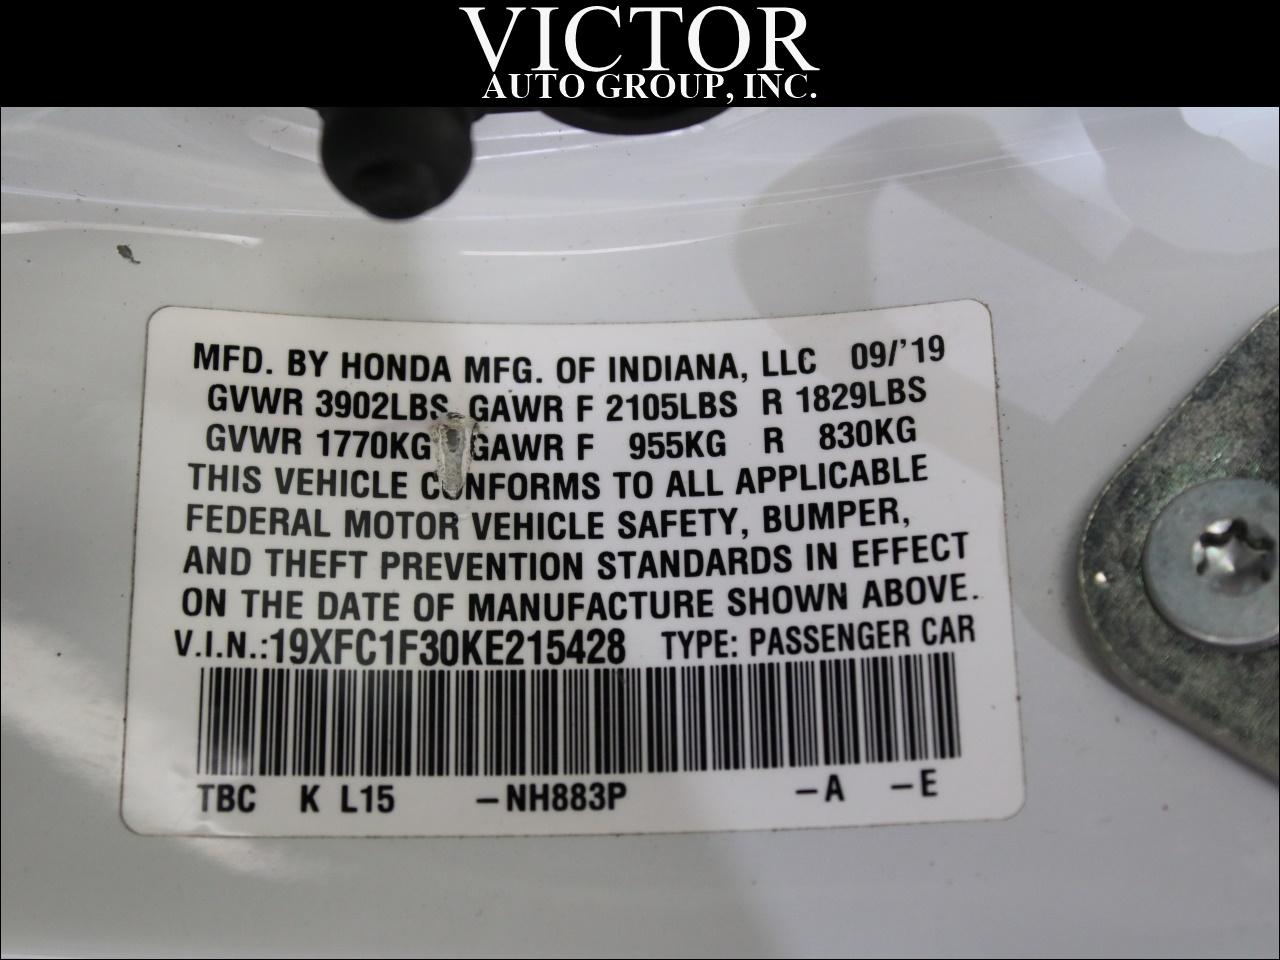 VICTOR
AUTO GROUP, INC.
MFD. BY HONDA MFG. OF INDIANA, LLC 09/'19
GVWR 3902LBS GAWR F 2105LBS R 1829LBS
GVWR 1770KG GAWR F 955KG R 830KG
THIS VEHICLE CONFORMS TO ALL APPLICABLE
FEDERAL MOTOR VEHICLE SAFETY, BUMPER,
AND THEFT PREVENTION STANDARDS IN EFFECT
ON THE DATE OF MANUFACTURE SHOWN ABOVE.
V.I.N.:19XFC1F30KE215428 TYPE: PASSENGER CAR
TBC K L15 -NH883P -A -E